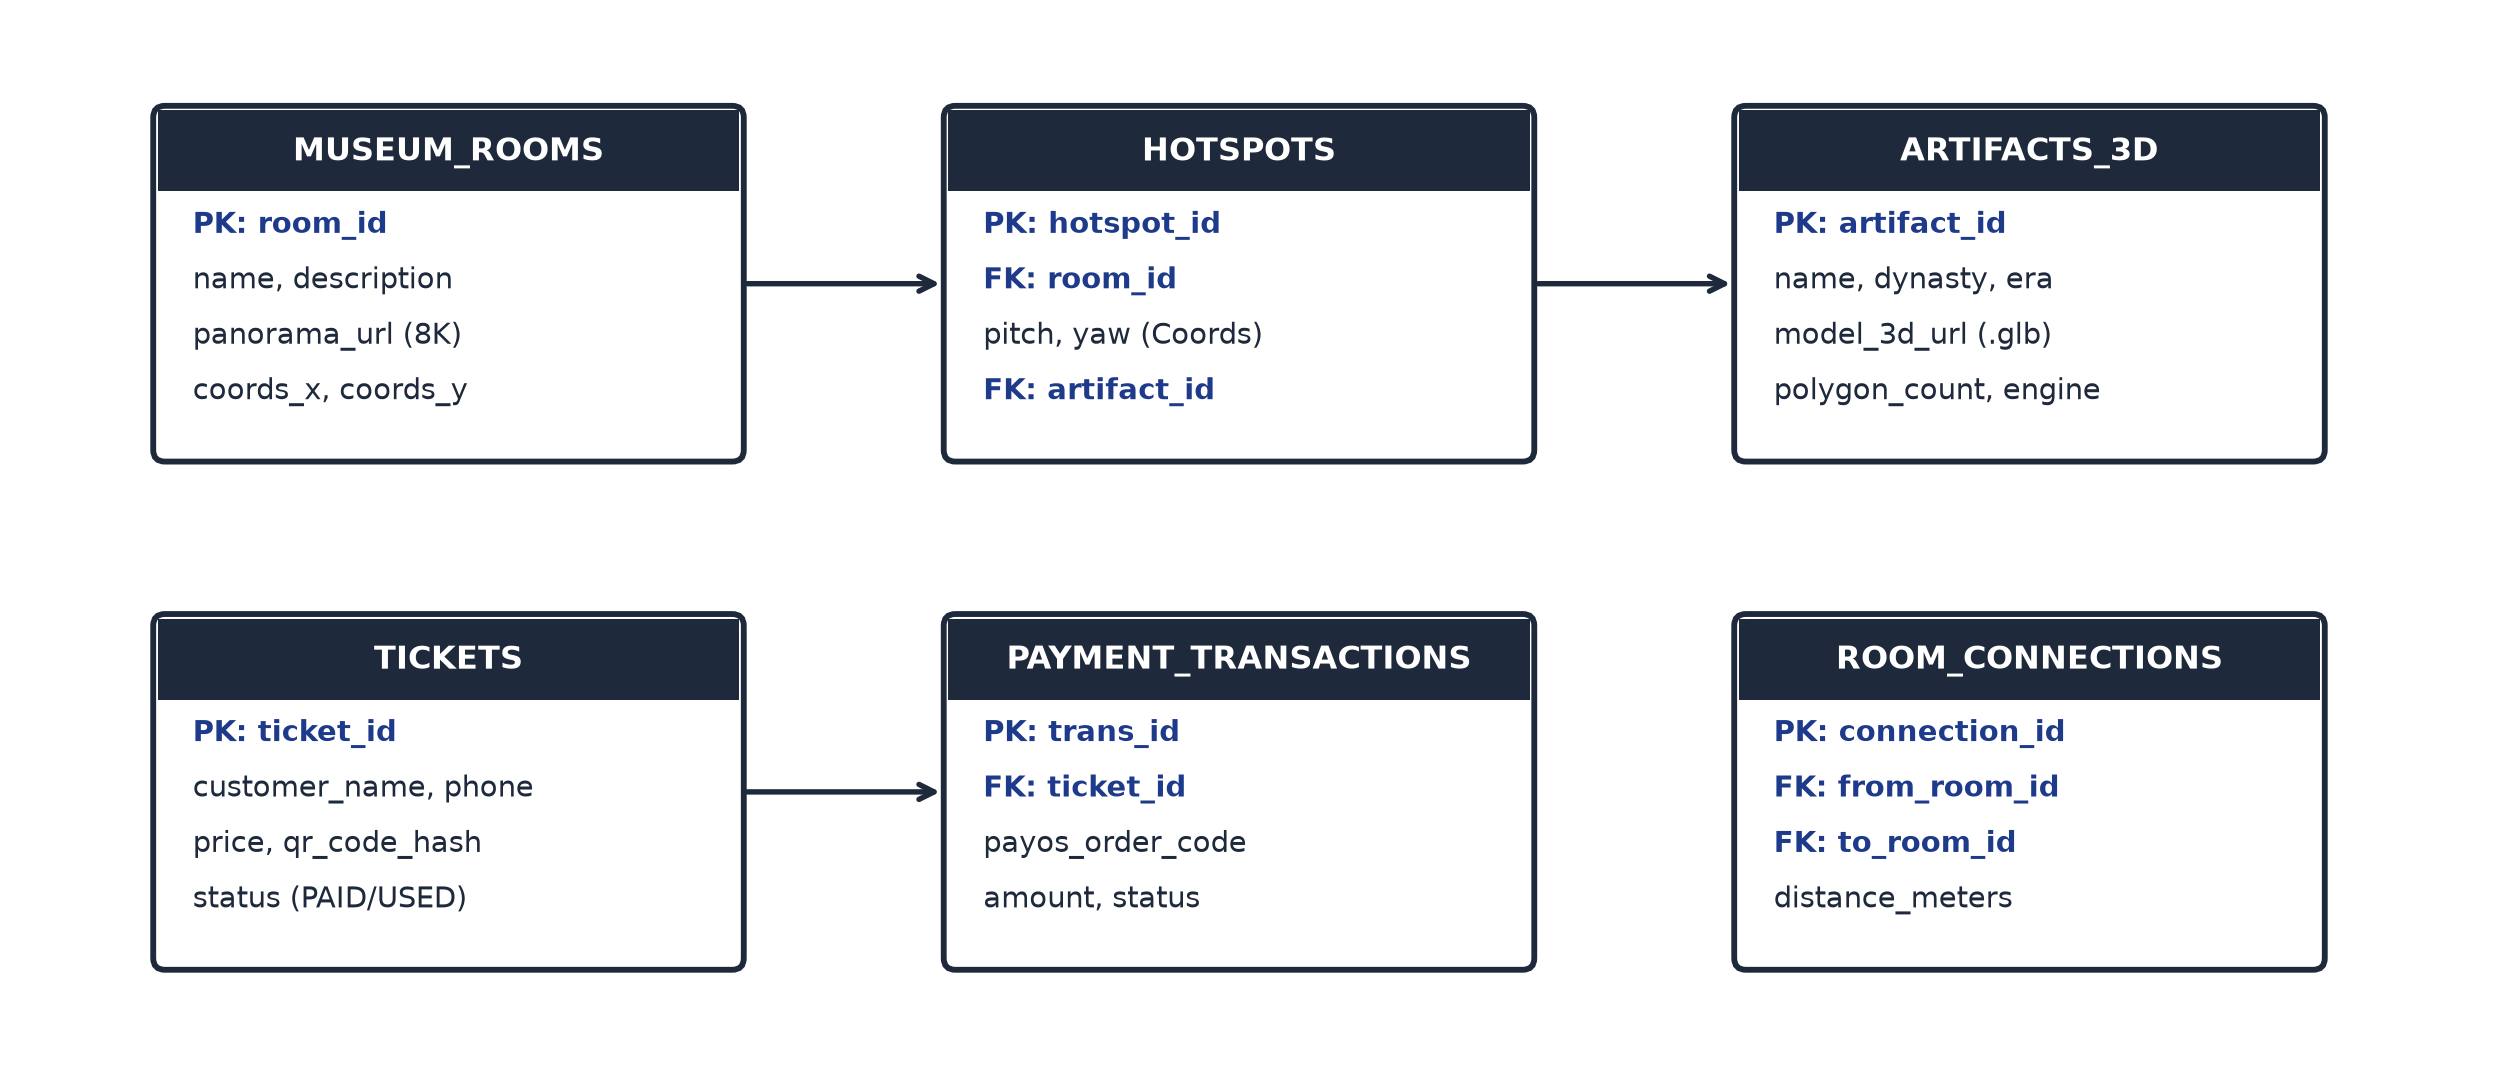 MUSEUM_ROOMS
PK: room_id
name, description
panorama_url (8K)
coords_x, coords_y
HOTSPOTS
PK: hotspot_id
FK: room_id
pitch, yaw (Coords)
FK: artifact_id
ARTIFACTS_3D
PK: artifact_id
name, dynasty, era
model_3d_url (.glb)
polygon_count, engine
TICKETS
PK: ticket_id
customer_name, phone
price, qr_code_hash
status (PAID/USED)
PAYMENT_TRANSACTIONS
PK: trans_id
FK: ticket_id
payos_order_code
amount, status
ROOM_CONNECTIONS
PK: connection_id
FK: from_room_id
FK: to_room_id
distance_meters